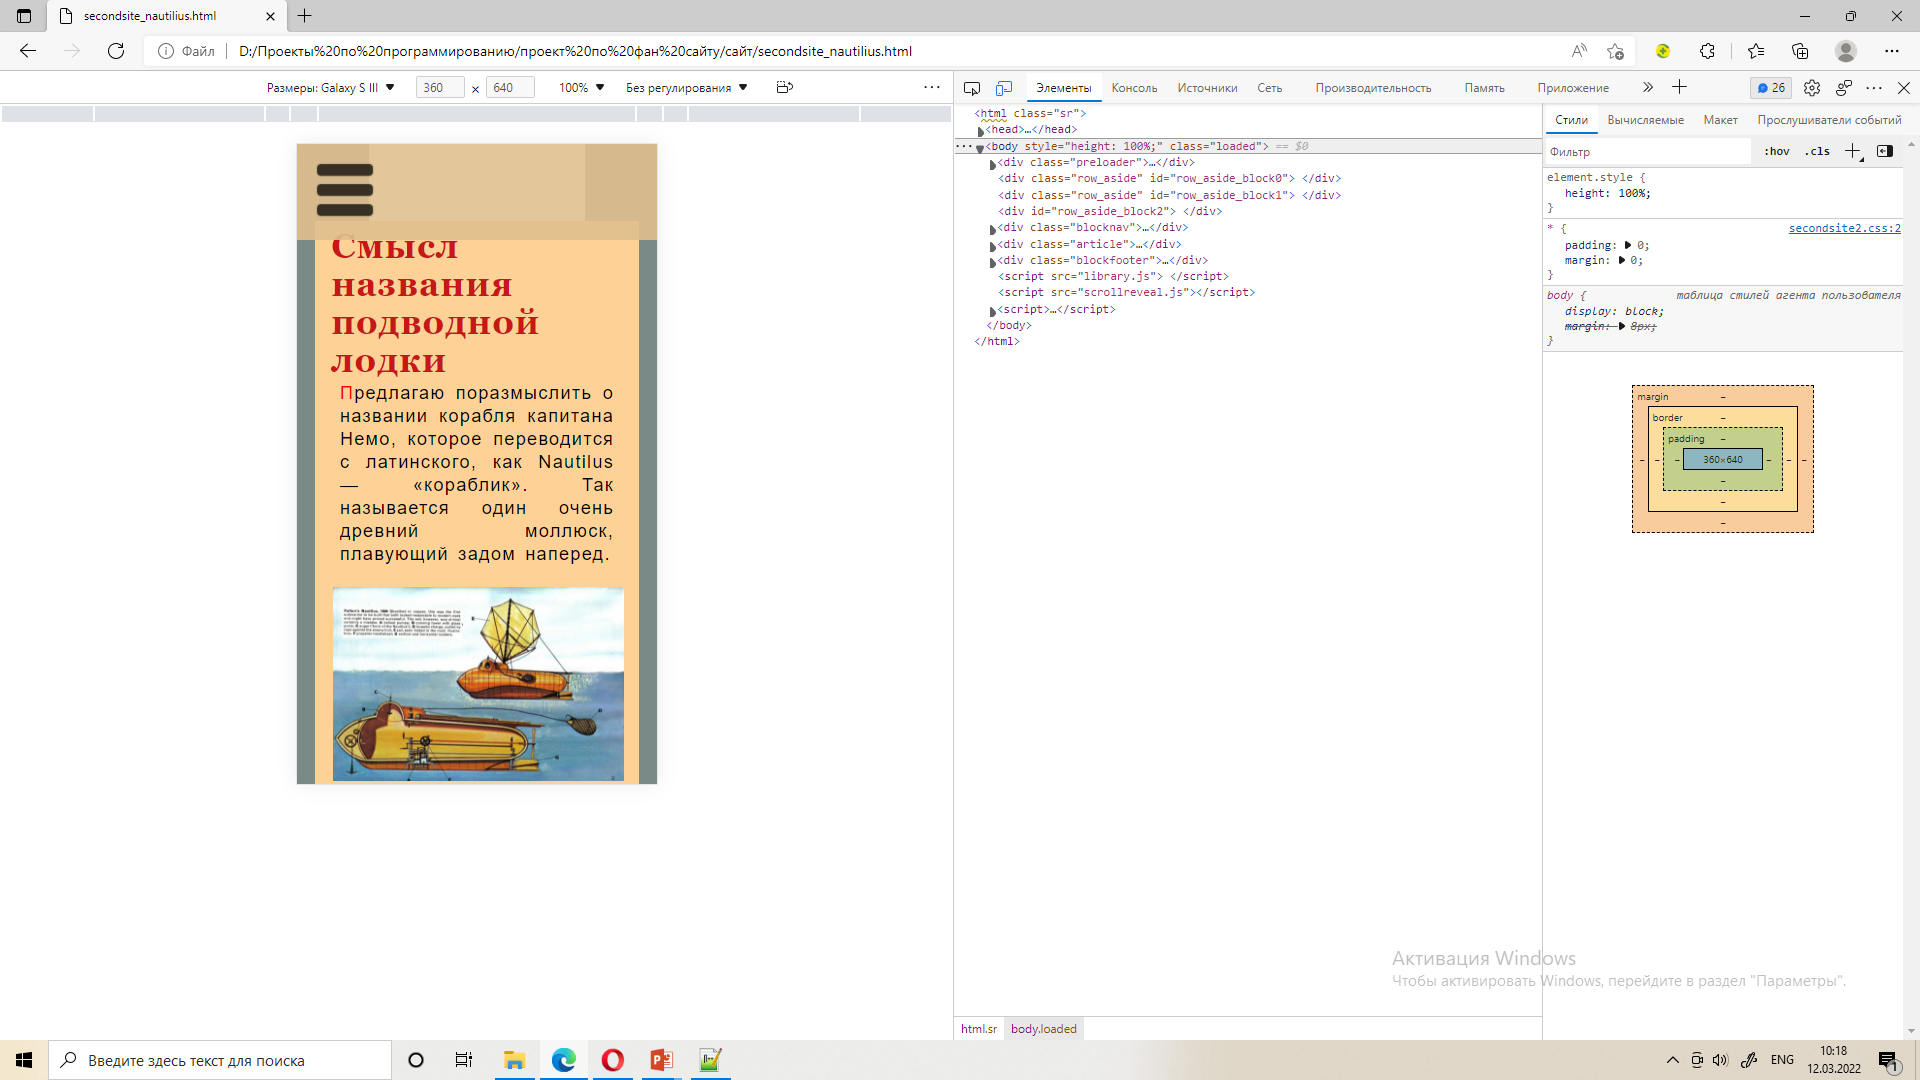 secondsite_nautilius.html
Файл
D:/Проекты%20по%20программированию/проект%20по%20фан%20сайту/сайт/secondsite_nautilius.html
Размеры: Galaxy S III
360
×
640
100%
Без регулирования
Элементы
Консоль
Источники
Сеть
Производительность
Память
Приложение
26
Смысл
названия
подводной
лодки
Предлагаю поразмыслить о
названии корабля капитана
Немо, которое переводится
с латинского, как Nautilus
— «кораблик». Так
называется один очень
древний моллюск,
плавующий задом наперед.
<html class="sr">
<head>…</head>
<body style="height: 100%;" class="loaded"> == $0
<div class="preloader">…</div>
<div class="row_aside" id="row_aside_block0"> </div>
<div class="row_aside" id="row_aside_block1"> </div>
<div id="row_aside_block2"> </div>
<div class="blocknav">…</div>
<div class="article">…</div>
<div class="blockfooter">…</div>
<script src="library.js"> </script>
<script src="scrollreveal.js"></script>
<script>…</script>
</body>
</html>
html.sr
body.loaded
Стили
Вычисляемые
Макет
Прослушиватели событий
Фильтр
:hov
.cls
element.style {
height: 100%;
}
* {
secondsite2.css:2
padding: 0;
margin: 0;
}
body {
таблица стилей агента пользователя
display: block;
margin: 8px;
}
margin –
border –
padding –
– – – 360×640 – – –
–
–
–
Активация Windows
Чтобы активировать Windows, перейдите в раздел "Параметры".
Введите здесь текст для поиска
ENG
10:18
12.03.2022
1